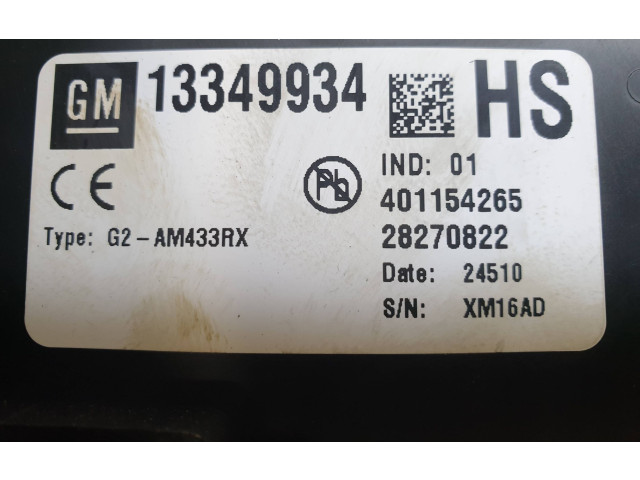 GM 13349934 HS
IND: 01
CE Pb 401154265
Type: G2-AM433RX 28270822
Date: 24510
S/N: XM16AD